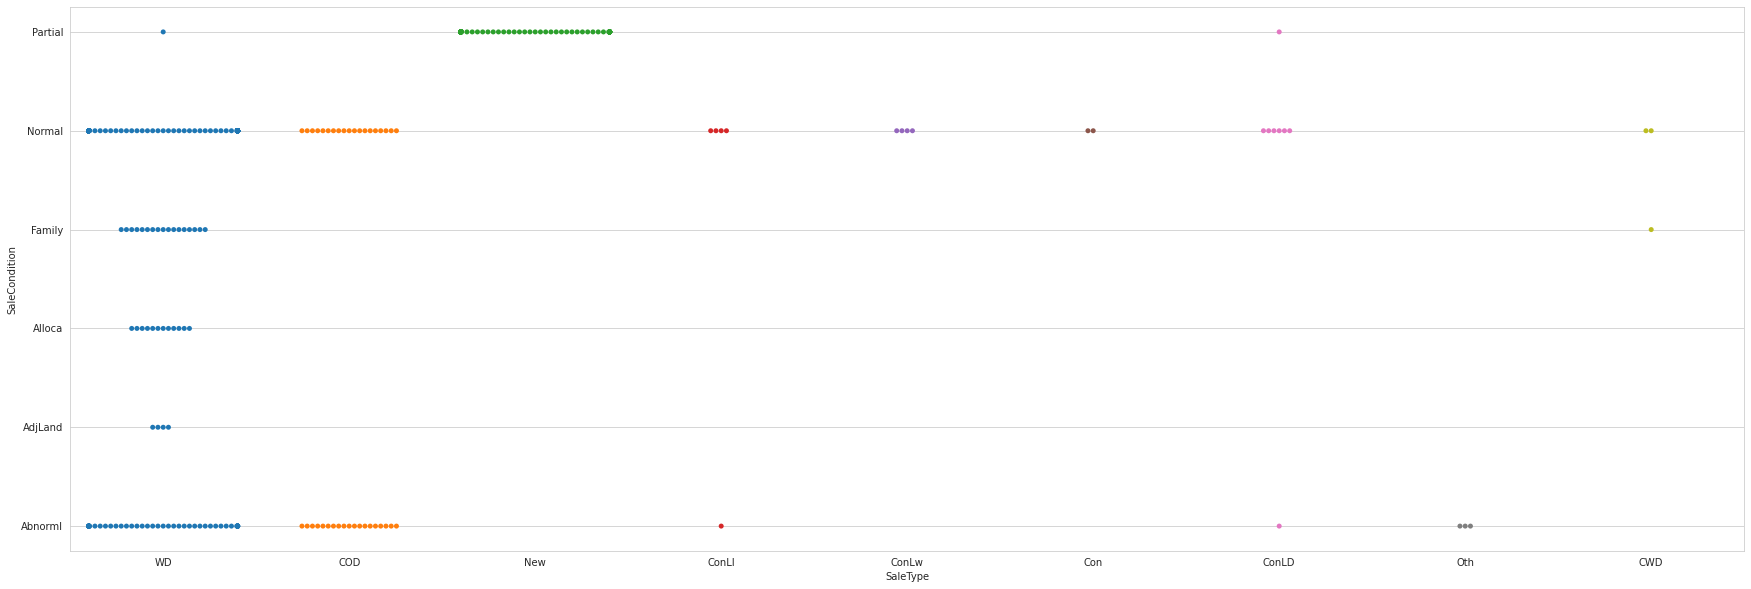 Partial
Normal
Family
Alloca
AdjLand
Abnorml
SaleCondition
WD COD New ConLI ConLw Con ConLD Oth CWD
SaleType